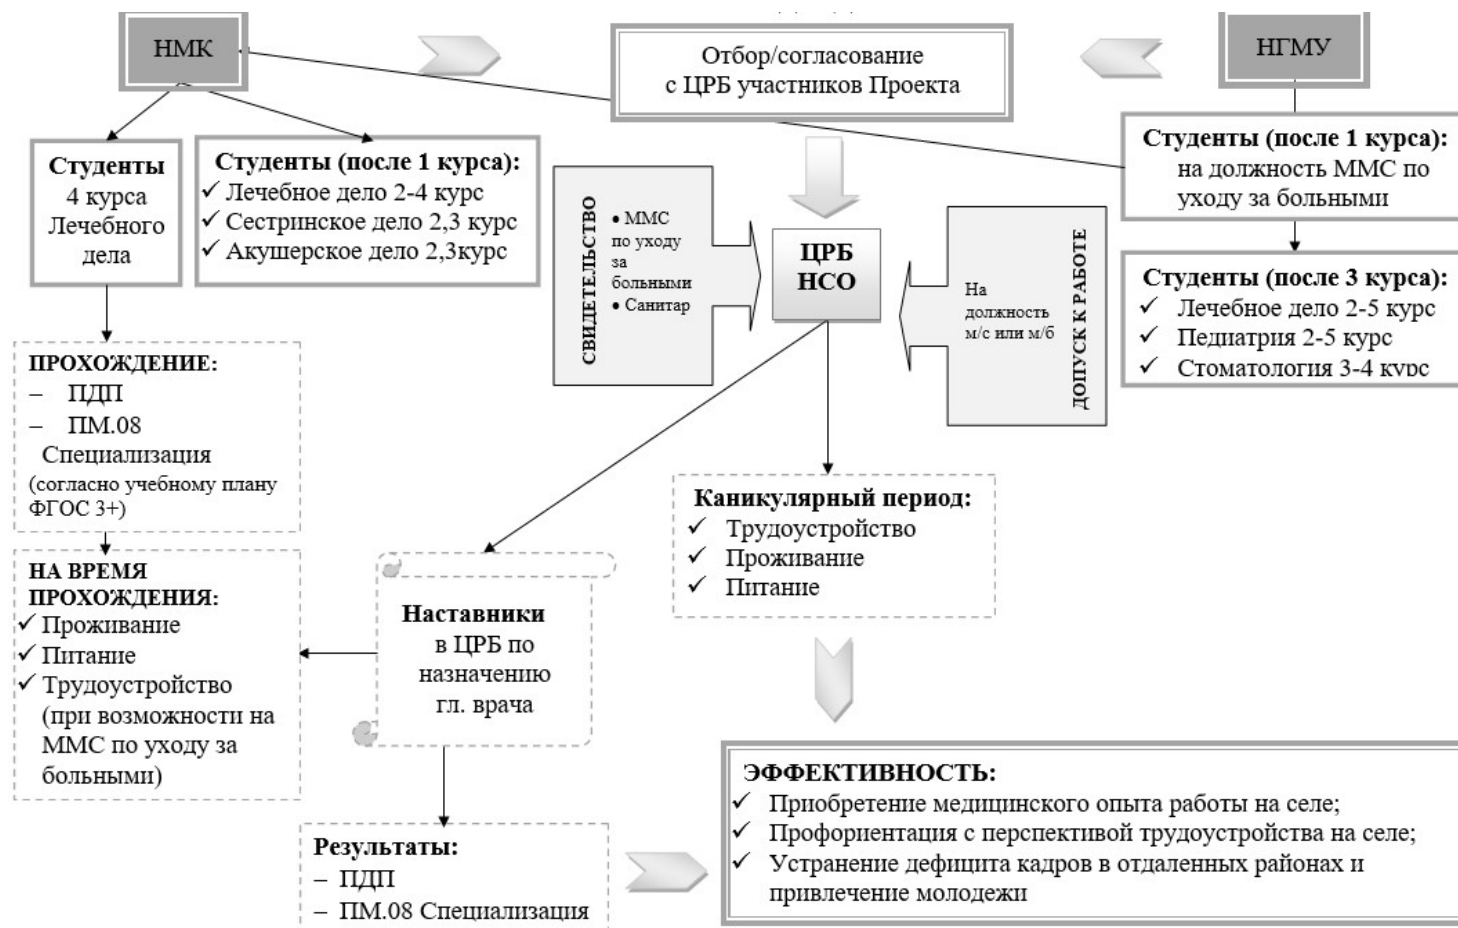 НМК
Отбор/согласование
с ЦРБ участников Проекта
НГМУ
Студенты
4 курса
Лечебного
дела
Студенты (после 1 курса):
✓ Лечебное дело 2-4 курс
✓ Сестринское дело 2,3 курс
✓ Акушерское дело 2,3курс
СВИДЕТЕЛЬСТВО
• ММС
по уходу
за
больными
• Санитар
ЦРБ
НСО
На
должность
м/с или м/б
ДОПУСК К РАБОТЕ
Студенты (после 1 курса):
на должность ММС по
уходу за больными
Студенты (после 3 курса):
✓ Лечебное дело 2-5 курс
✓ Педиатрия 2-5 курс
✓ Стоматология 3-4 курс
ПРОХОЖДЕНИЕ:
– ПДП
– ПМ.08
Специализация
(согласно учебному плану
ФГОС 3+)
НА ВРЕМЯ
ПРОХОЖДЕНИЯ:
✓ Проживание
✓ Питание
✓ Трудоустройство
(при возможности на
ММС по уходу за
больными)
Наставники
в ЦРБ по
назначению
гл. врача
Каникулярный период:
✓ Трудоустройство
✓ Проживание
✓ Питание
Результаты:
– ПДП
– ПМ.08 Специализация
ЭФФЕКТИВНОСТЬ:
✓ Приобретение медицинского опыта работы на селе;
✓ Профориентация с перспективой трудоустройства на селе;
✓ Устранение дефицита кадров в отдаленных районах и
привлечение молодежи